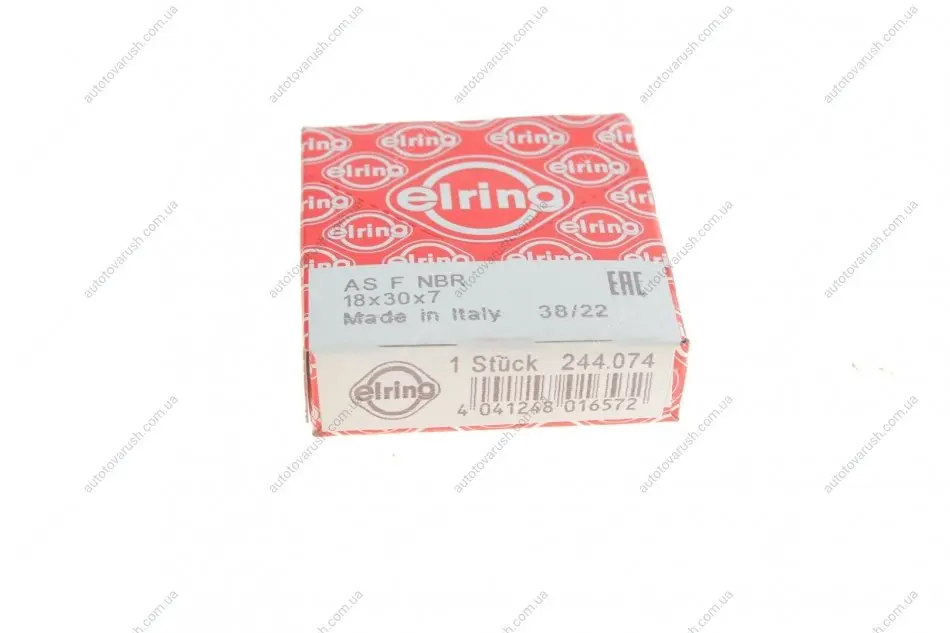 elring
AS F NBR
18x30x7
Made in Italy 38/22
EAC
1 Stück 244.074
elring
4 041248 016572
autotovarush.com.ua